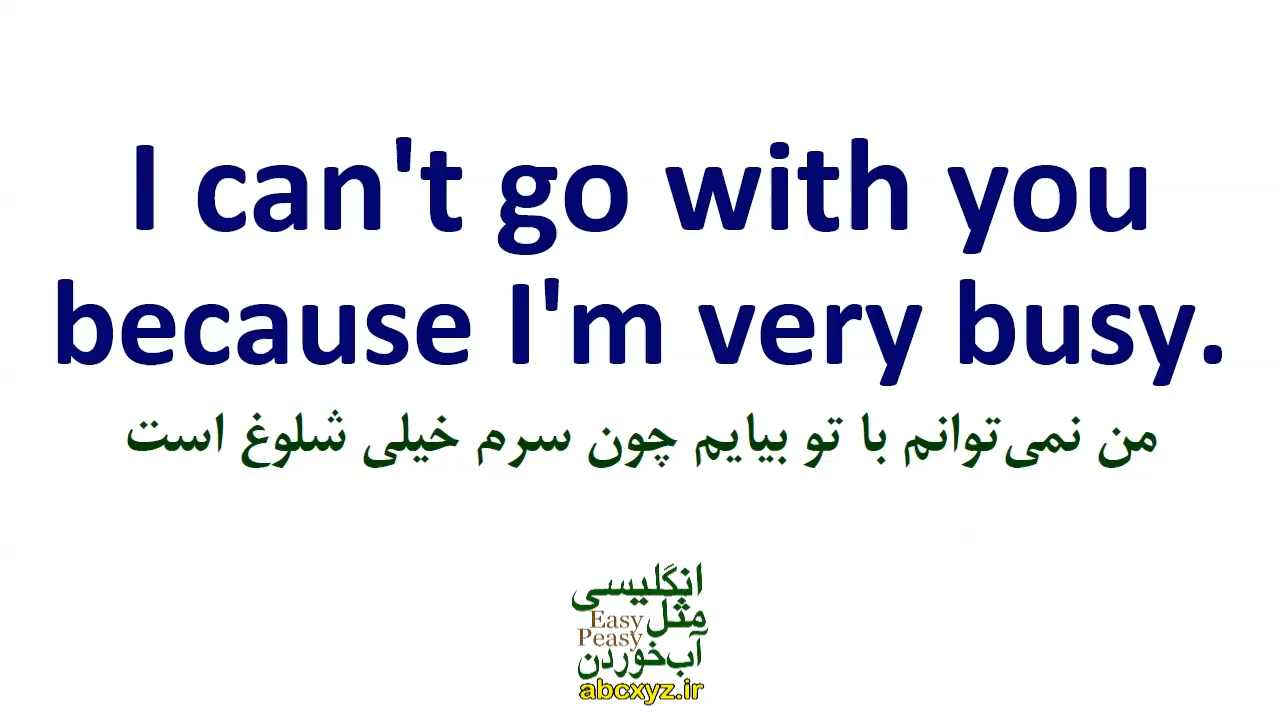 I can't go with you
because I'm very busy.
من نمی‌توانم با تو بیایم چون سرم خیلی شلوغ است
انگلیسی
مثل Easy
Peasy
آب‌خوردن
abcxyz.ir